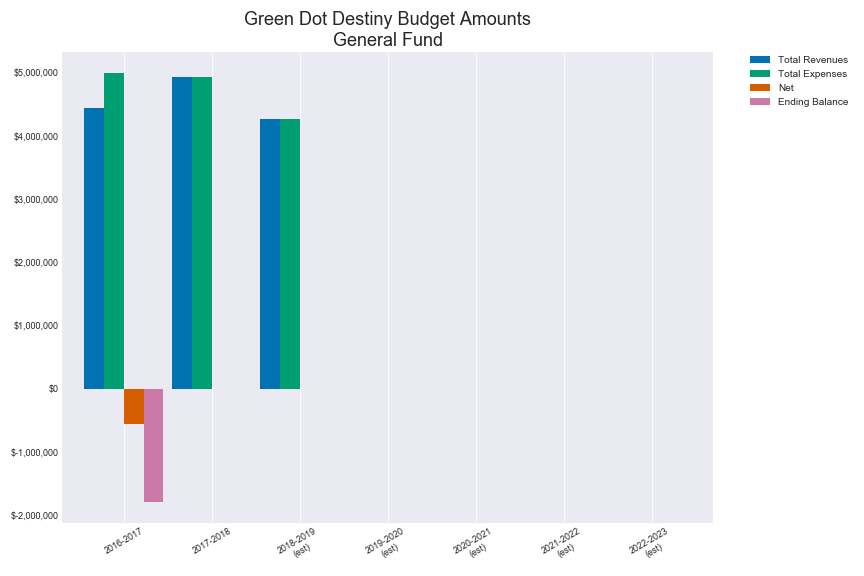 Green Dot Destiny Budget Amounts
General Fund
Total Revenues
Total Expenses
Net
Ending Balance
$5,000,000
$4,000,000
$3,000,000
$2,000,000
$1,000,000
$0
$-1,000,000
$-2,000,000
2016-2017
2017-2018
2018-2019
(est)
2019-2020
(est)
2020-2021
(est)
2021-2022
(est)
2022-2023
(est)